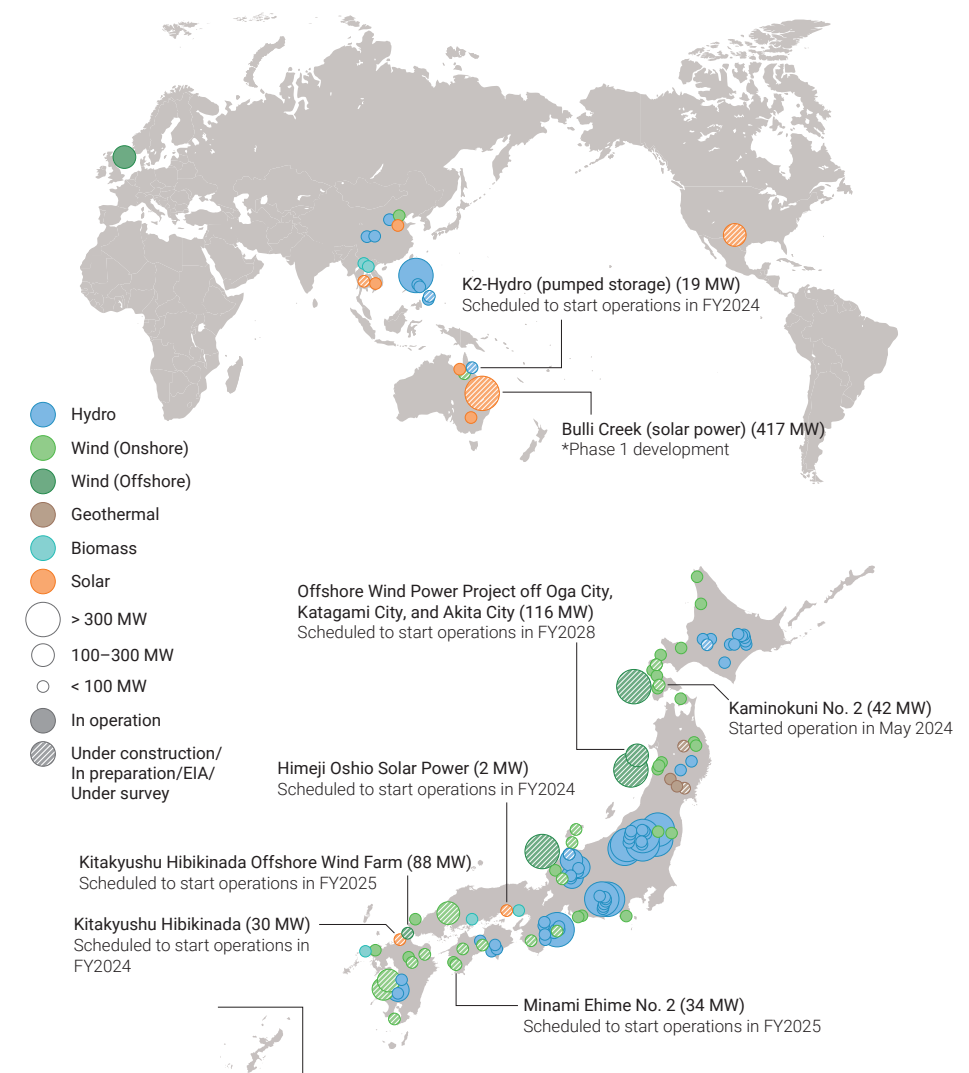 K2-Hydro (pumped storage) (19 MW)
Scheduled to start operations in FY2024
Bulli Creek (solar power) (417 MW)
*Phase 1 development
Hydro
Wind (Onshore)
Wind (Offshore)
Geothermal
Biomass
Solar
> 300 MW
100–300 MW
< 100 MW
In operation
Under construction/
In preparation/EIA/
Under survey
Offshore Wind Power Project off Oga City,
Katagami City, and Akita City (116 MW)
Scheduled to start operations in FY2028
Kaminokuni No. 2 (42 MW)
Started operation in May 2024
Himeji Oshio Solar Power (2 MW)
Scheduled to start operations in FY2024
Kitakyushu Hibikinada Offshore Wind Farm (88 MW)
Scheduled to start operations in FY2025
Kitakyushu Hibikinada (30 MW)
Scheduled to start operations in
FY2024
Minami Ehime No. 2 (34 MW)
Scheduled to start operations in FY2025